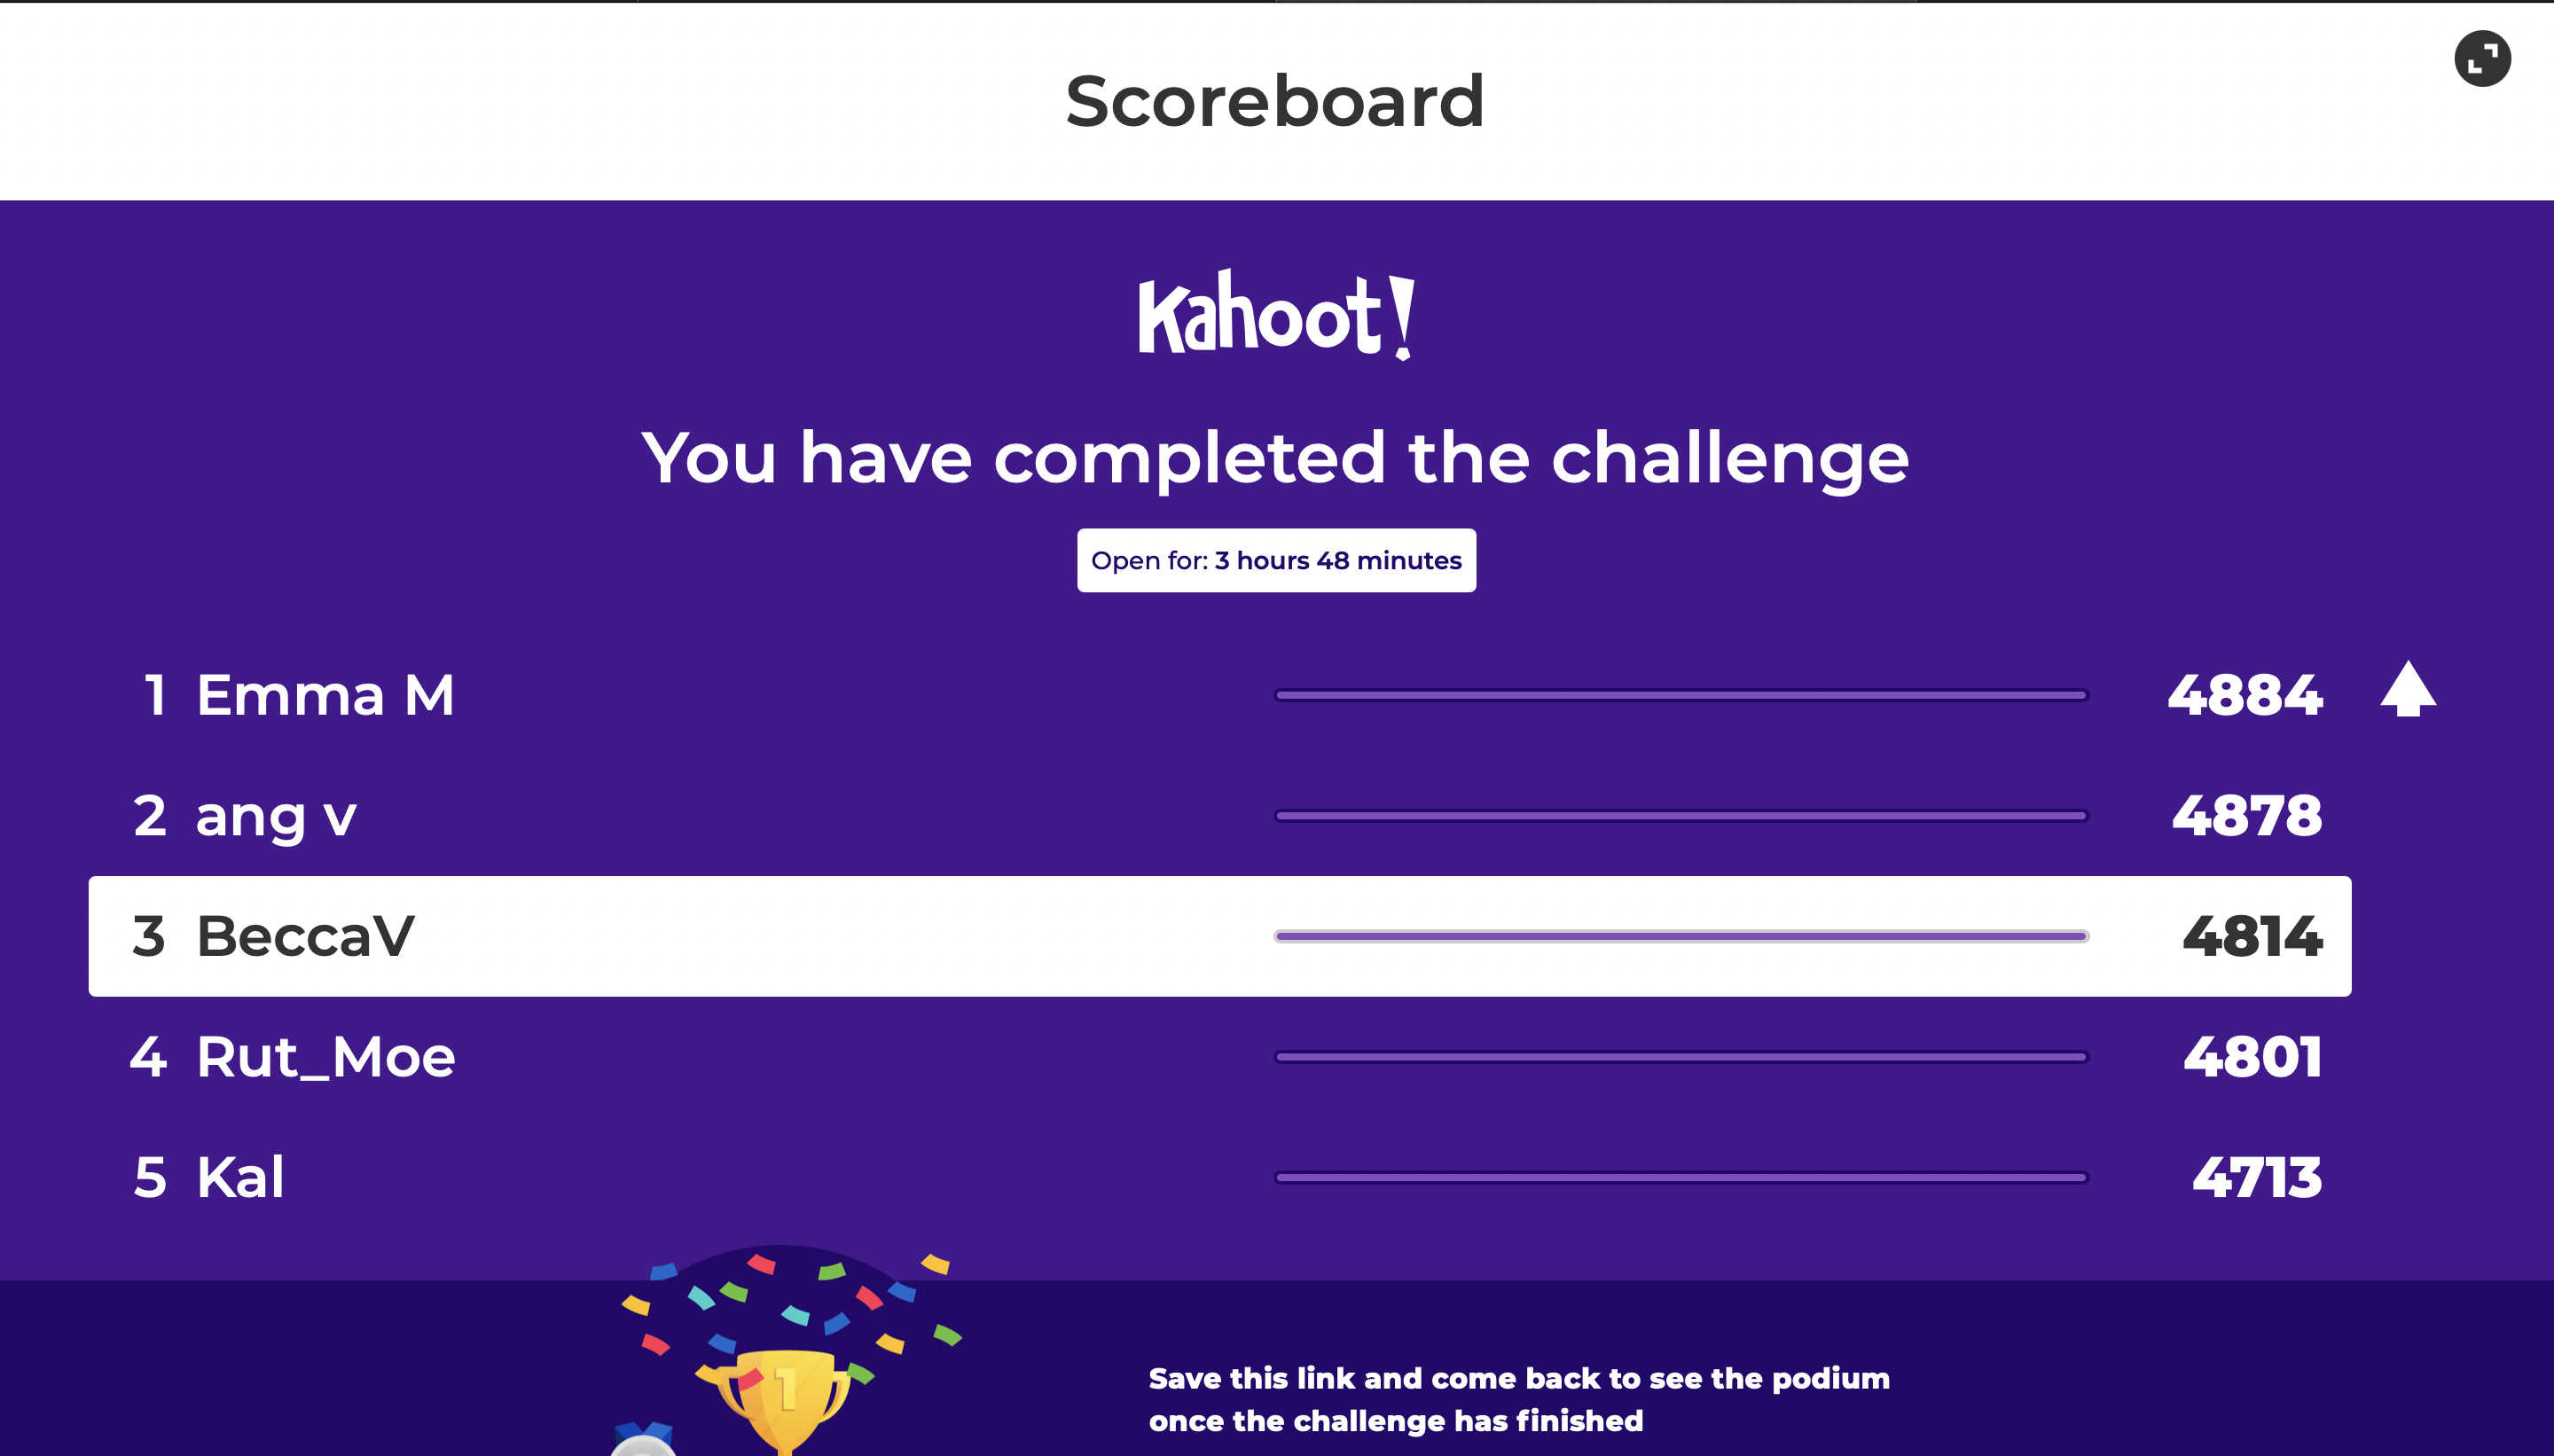 Scoreboard
Kahoot!
You have completed the challenge
Open for: 3 hours 48 minutes
1 Emma M 4884
2 ang v 4878
3 BeccaV 4814
4 Rut_Moe 4801
5 Kal 4713
1
Save this link and come back to see the podium
once the challenge has finished